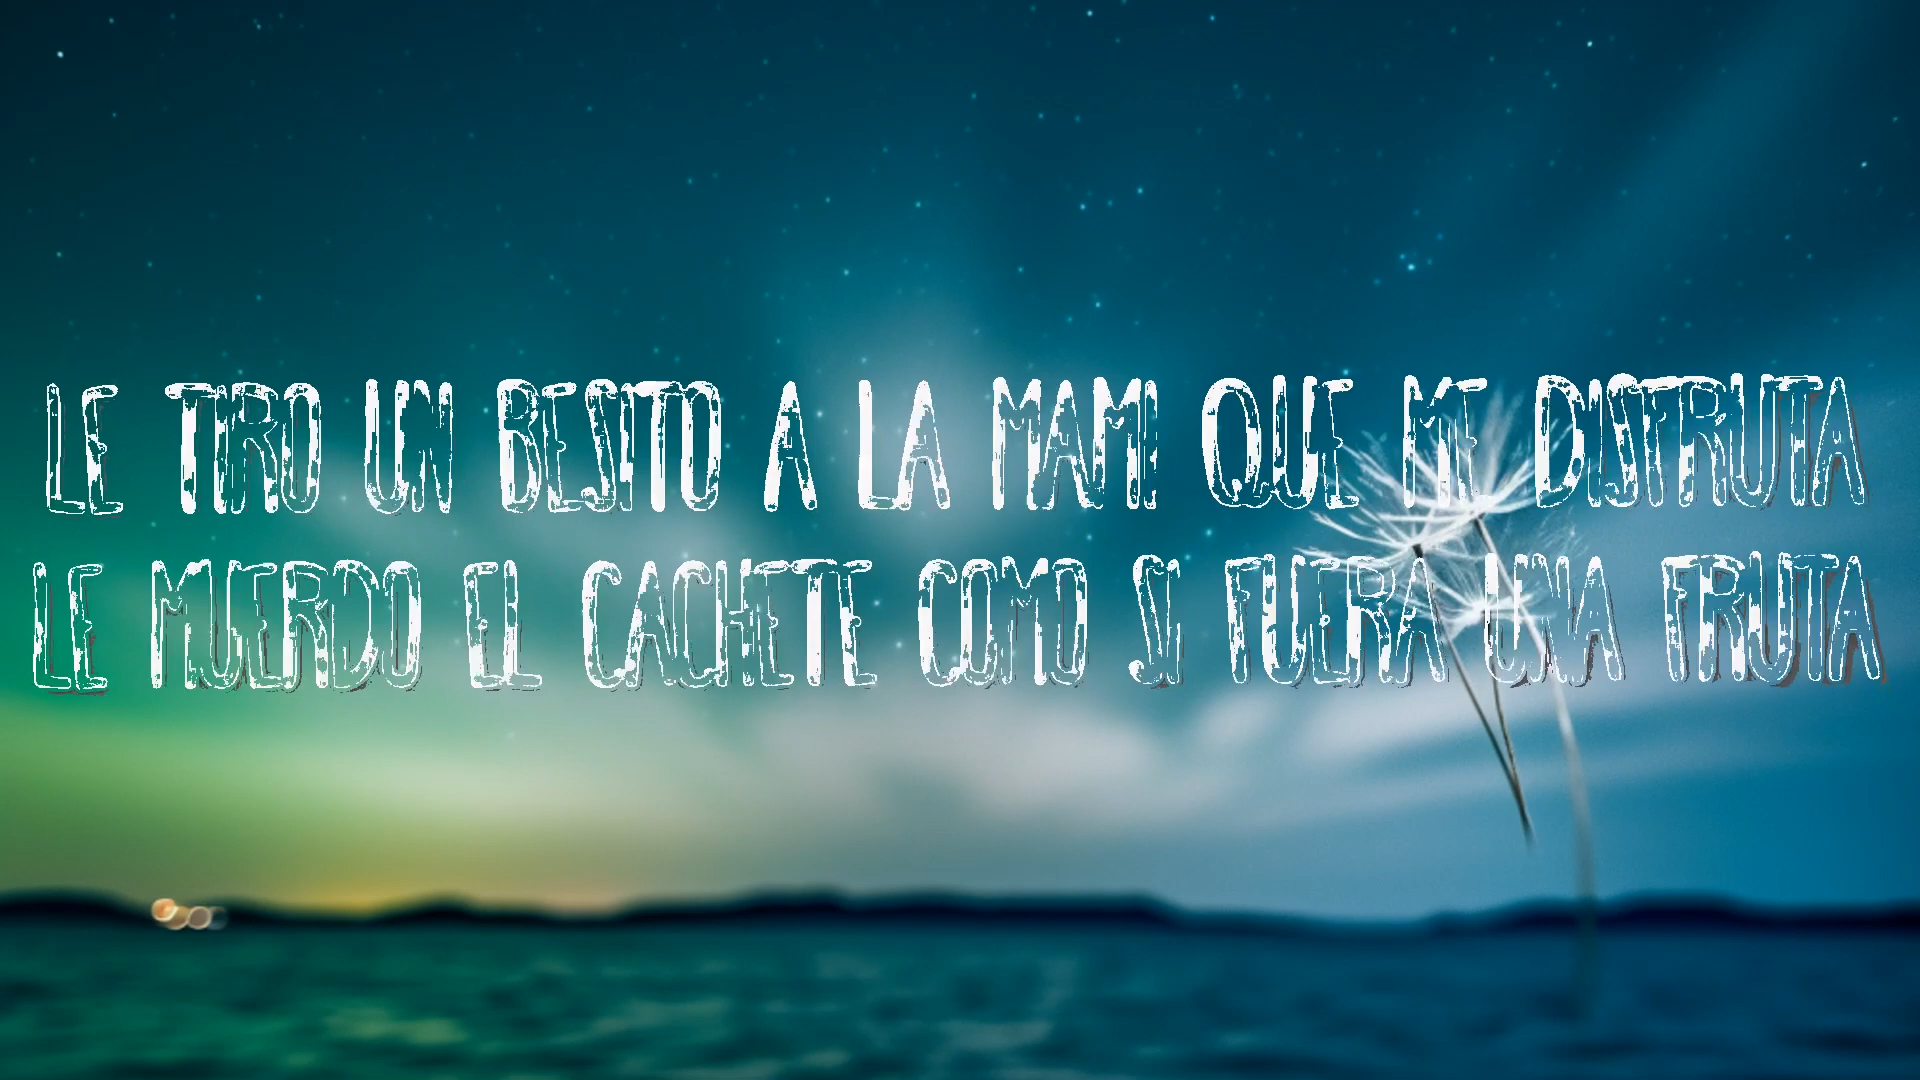 LE TIRO UN BESITO A LA MAMI QUE ME DISFRUTA
LE MUERDO EL CACHETE COMO SI FUERA UNA FRUTA